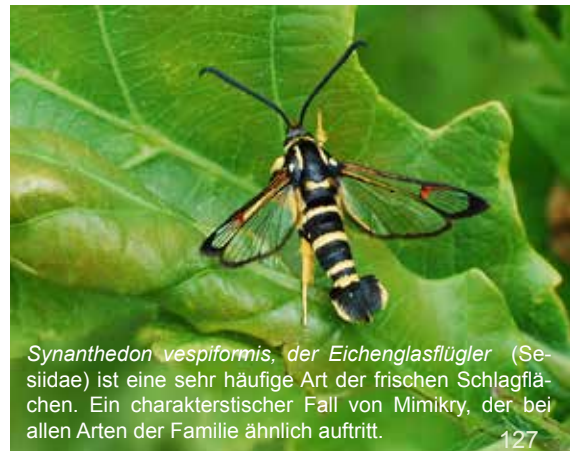 Synanthedon vespiformis, der Eichenglasflügler (Se-
siidae) ist eine sehr häufige Art der frischen Schlagflä-
chen. Ein charakterstischer Fall von Mimikry, der bei
allen Arten der Familie ähnlich auftritt.
127